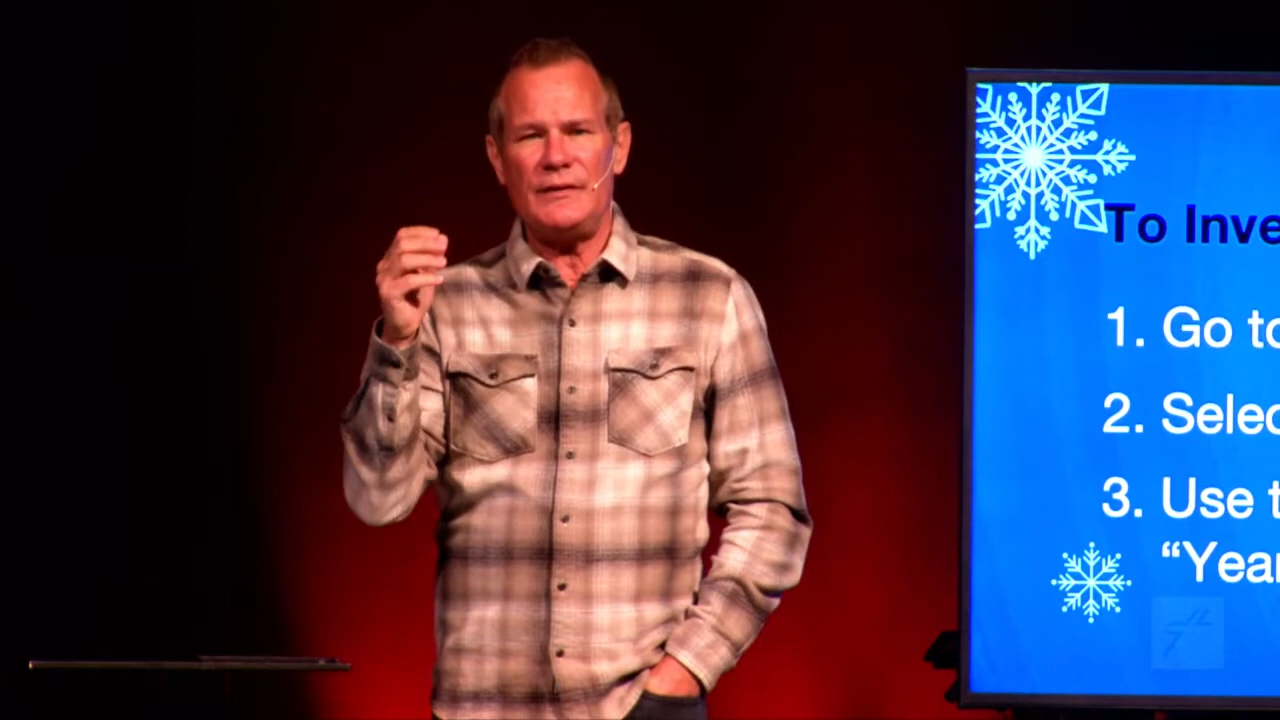 To Inve
1. Go to
2. Selec
3. Use t
“Year